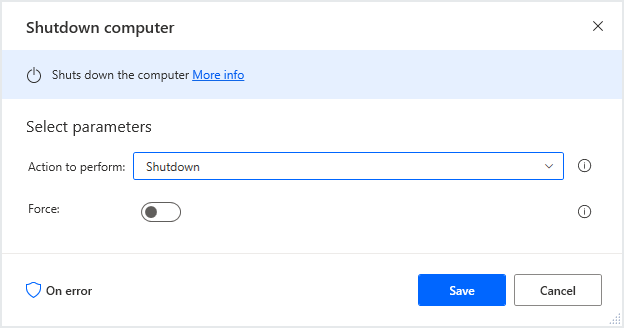 Shutdown computer
Shuts down the computer More info
Select parameters
Action to perform: Shutdown
Force:
On error Save Cancel